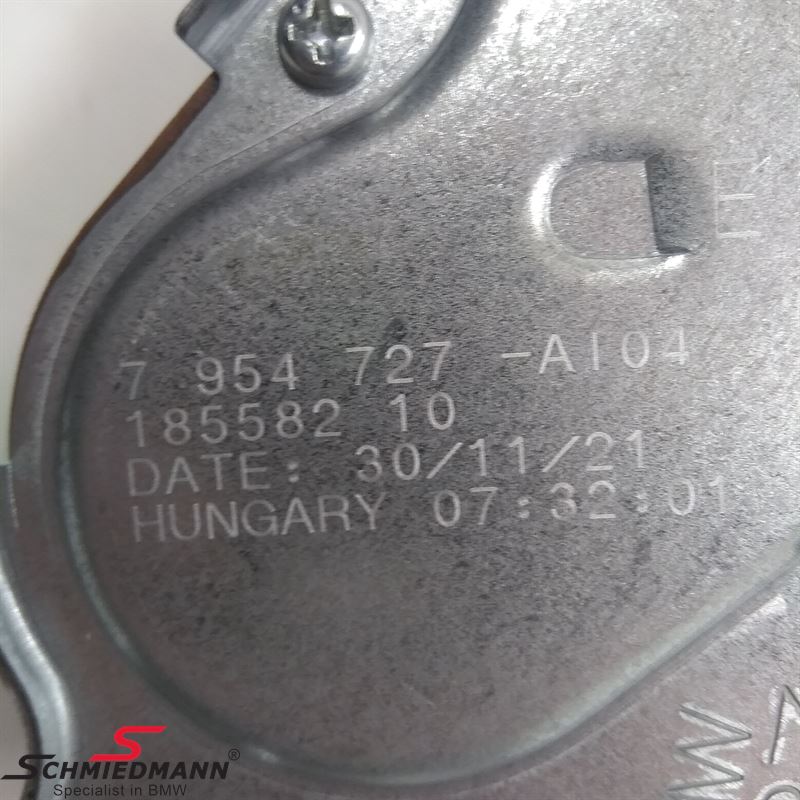 7 954 727 -AI04
185582 10
DATE: 30/11/21
HUNGARY 07:32:01
SCHMIEDMANN®
Specialist in BMW